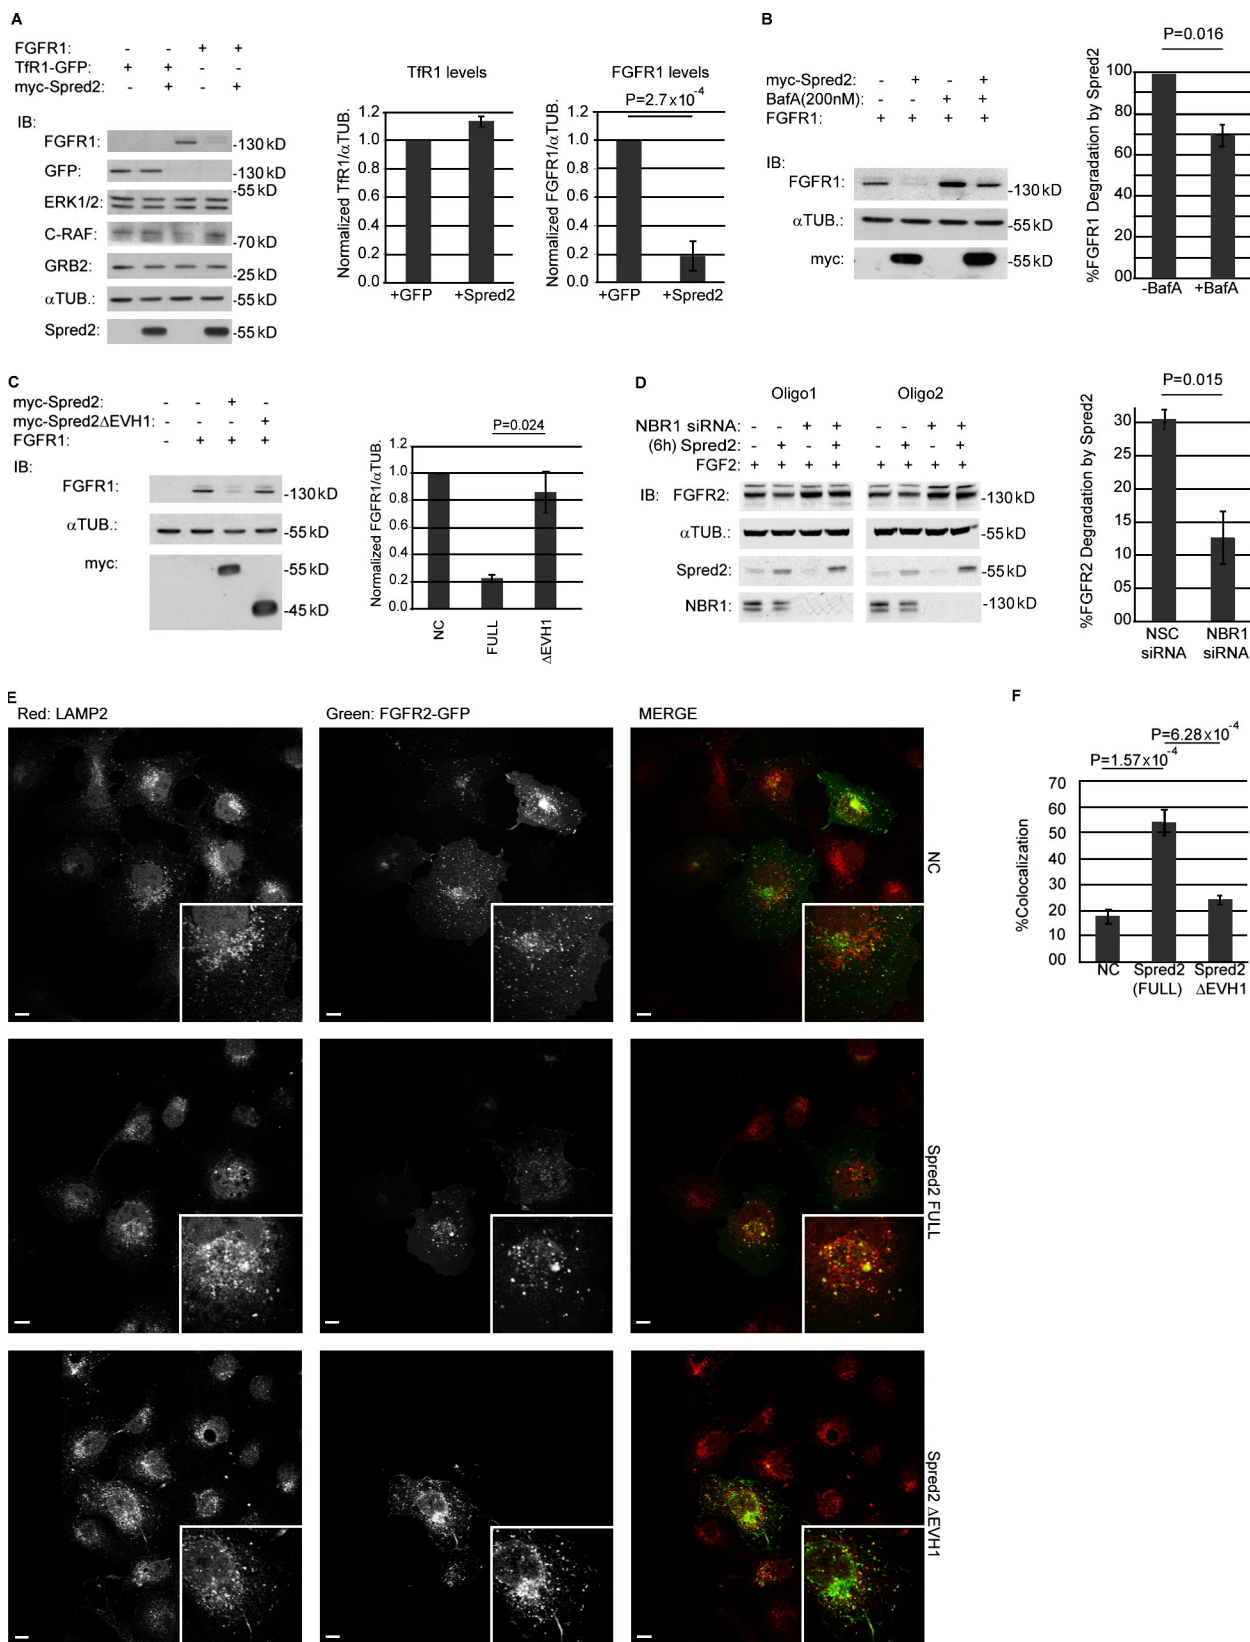 A
FGFR1: - - + +
TfR1-GFP: + + - -
myc-Spred2: - + - +
IB:
FGFR1: -130kD
GFP: -130kD
-55kD
ERK1/2:
C-RAF: -70kD
GRB2: -25kD
αTUB.: -55kD
Spred2: -55kD
TfR1 levels
Normalized TfR1/αTUB.
1.2
1.0
0.8
0.6
0.4
0.2
0.0
+GFP +Spred2
FGFR1 levels
P=2.7x10-4
Normalized FGFR1/αTUB.
1.2
1.0
0.8
0.6
0.4
0.2
0.0
+GFP +Spred2
B
myc-Spred2: - + - +
BafA(200nM): - - + +
FGFR1: + + + +
IB:
FGFR1: -130kD
αTUB.: -55kD
myc: -55kD
P=0.016
%FGFR1 Degradation by Spred2
100
80
60
40
20
00
-BafA +BafA
C
myc-Spred2: - - + -
myc-Spred2ΔEVH1: - - - +
FGFR1: - + + +
IB:
FGFR1: -130kD
αTUB.: -55kD
myc: -55kD
-45kD
P=0.024
Normalized FGFR1/αTUB.
1.2
1.0
0.8
0.6
0.4
0.2
0.0
NC
FULL
ΔEVH1
D
Oligo1 Oligo2
NBR1 siRNA: - - + + - - + +
(6h) Spred2: - + - + - + - +
FGF2: + + + + + + + +
IB: FGFR2: -130kD
αTUB.: -55kD
Spred2: -55kD
NBR1: -130kD
P=0.015
%FGFR2 Degradation by Spred2
30
25
20
15
10
05
00
NSC siRNA
NBR1 siRNA
E
Red: LAMP2 Green: FGFR2-GFP MERGE
NC
Spred2 FULL
Spred2 ΔEVH1
F
P=6.28x10-4
P=1.57x10-4
%Colocalization
70
60
50
40
30
20
10
00
NC
Spred2 (FULL)
Spred2 ΔEVH1